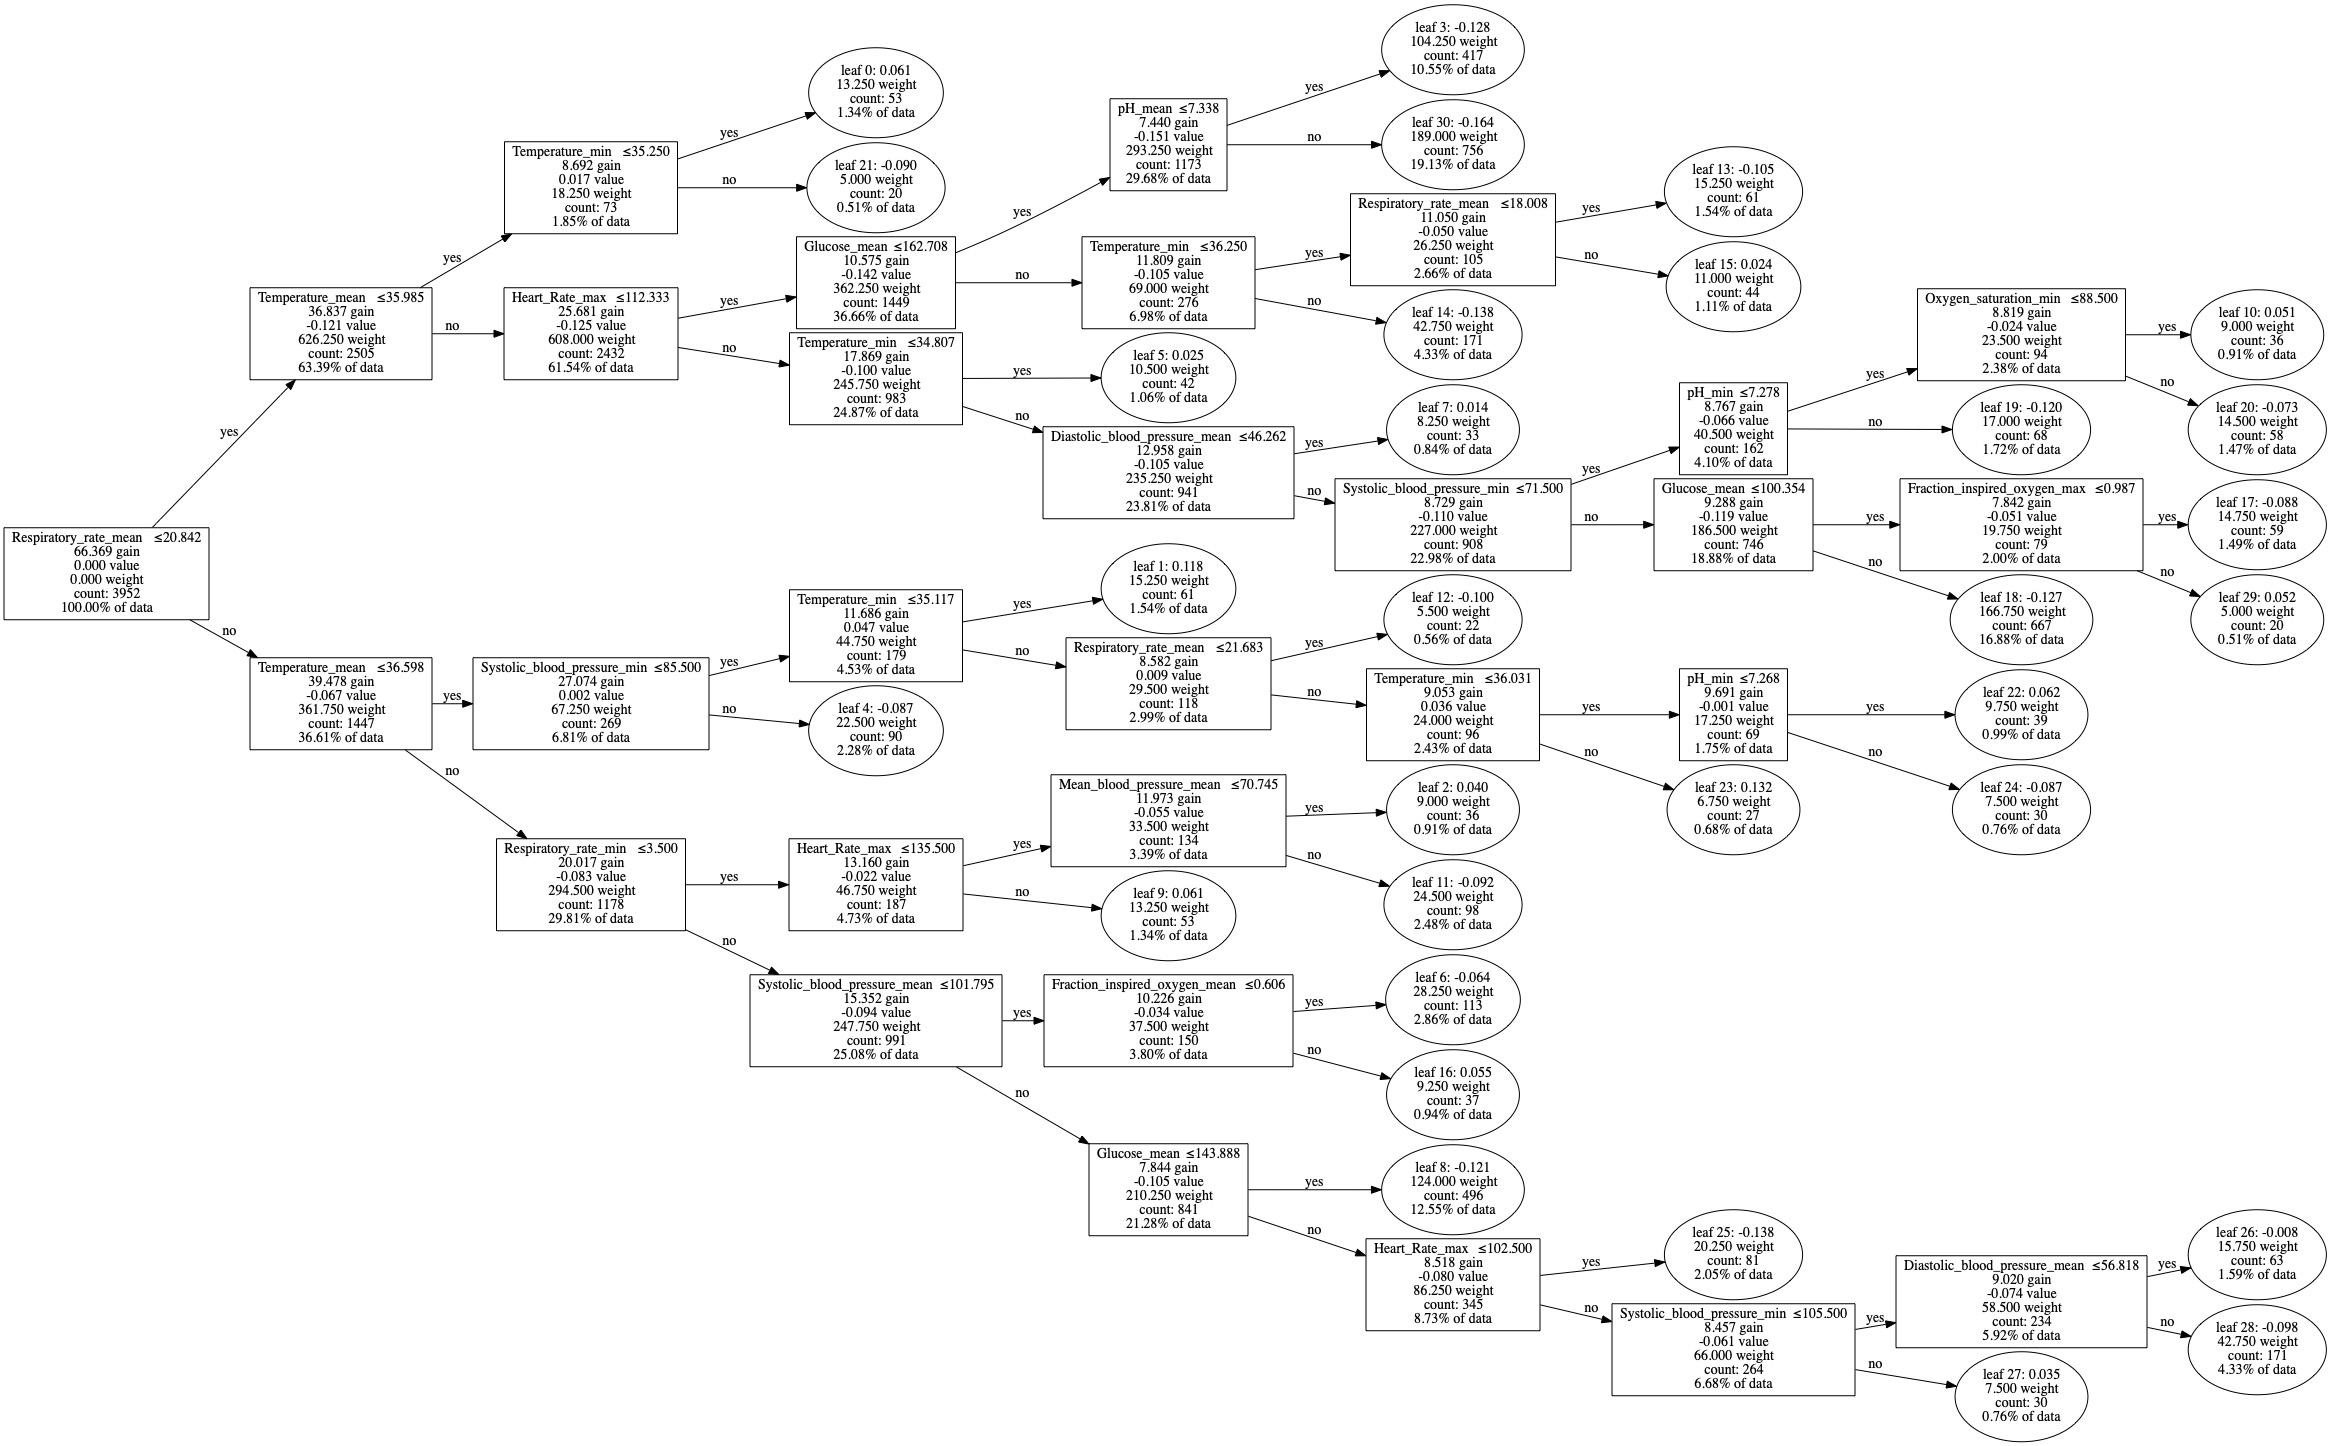 Respiratory_rate_mean ≤20.842
66.369 gain
0.000 value
0.000 weight
count: 3952
100.00% of data
yes
no
Temperature_mean ≤35.985
36.837 gain
-0.121 value
626.250 weight
count: 2505
63.39% of data
yes
no
Temperature_min ≤35.250
8.692 gain
0.017 value
18.250 weight
count: 73
1.85% of data
yes
no
leaf 0: 0.061
13.250 weight
count: 53
1.34% of data
leaf 21: -0.090
5.000 weight
count: 20
0.51% of data
Heart_Rate_max ≤112.333
25.681 gain
-0.125 value
608.000 weight
count: 2432
61.54% of data
yes
no
Glucose_mean ≤162.708
10.575 gain
-0.142 value
362.250 weight
count: 1449
36.66% of data
yes
no
pH_mean ≤7.338
7.440 gain
-0.151 value
293.250 weight
count: 1173
29.68% of data
yes
no
leaf 3: -0.128
104.250 weight
count: 417
10.55% of data
leaf 30: -0.164
189.000 weight
count: 756
19.13% of data
Temperature_min ≤36.250
11.809 gain
-0.105 value
69.000 weight
count: 276
6.98% of data
yes
no
Respiratory_rate_mean ≤18.008
11.050 gain
-0.050 value
26.250 weight
count: 105
2.66% of data
yes
no
leaf 13: -0.105
15.250 weight
count: 61
1.54% of data
leaf 15: 0.024
11.000 weight
count: 44
1.11% of data
leaf 14: -0.138
42.750 weight
count: 171
4.33% of data
Temperature_min ≤34.807
17.869 gain
-0.100 value
245.750 weight
count: 983
24.87% of data
yes
no
leaf 5: 0.025
10.500 weight
count: 42
1.06% of data
Diastolic_blood_pressure_mean ≤46.262
12.958 gain
-0.105 value
235.250 weight
count: 941
23.81% of data
yes
no
leaf 7: 0.014
8.250 weight
count: 33
0.84% of data
Systolic_blood_pressure_min ≤71.500
8.729 gain
-0.110 value
227.000 weight
count: 908
22.98% of data
yes
no
pH_min ≤7.278
8.767 gain
-0.066 value
40.500 weight
count: 162
4.10% of data
yes
no
Oxygen_saturation_min ≤88.500
8.819 gain
-0.024 value
23.500 weight
count: 94
2.38% of data
yes
no
leaf 10: 0.051
9.000 weight
count: 36
0.91% of data
leaf 20: -0.073
14.500 weight
count: 58
1.47% of data
leaf 19: -0.120
17.000 weight
count: 68
1.72% of data
Glucose_mean ≤100.354
9.288 gain
-0.119 value
186.500 weight
count: 746
18.88% of data
yes
no
Fraction_inspired_oxygen_max ≤0.987
7.842 gain
-0.051 value
19.750 weight
count: 79
2.00% of data
yes
no
leaf 17: -0.088
14.750 weight
count: 59
1.49% of data
leaf 29: 0.052
5.000 weight
count: 20
0.51% of data
leaf 18: -0.127
166.750 weight
count: 667
16.88% of data
Temperature_mean ≤36.598
39.478 gain
-0.067 value
361.750 weight
count: 1447
36.61% of data
yes
no
Systolic_blood_pressure_min ≤85.500
27.074 gain
0.002 value
67.250 weight
count: 269
6.81% of data
yes
no
Temperature_min ≤35.117
11.686 gain
0.047 value
44.750 weight
count: 179
4.53% of data
yes
no
leaf 1: 0.118
15.250 weight
count: 61
1.54% of data
Respiratory_rate_mean ≤21.683
8.582 gain
0.009 value
29.500 weight
count: 118
2.99% of data
yes
no
leaf 12: -0.100
5.500 weight
count: 22
0.56% of data
Temperature_min ≤36.031
9.053 gain
0.036 value
24.000 weight
count: 96
2.43% of data
yes
no
pH_min ≤7.268
9.691 gain
-0.001 value
17.250 weight
count: 69
1.75% of data
yes
no
leaf 22: 0.062
9.750 weight
count: 39
0.99% of data
leaf 24: -0.087
7.500 weight
count: 30
0.76% of data
leaf 23: 0.132
6.750 weight
count: 27
0.68% of data
leaf 4: -0.087
22.500 weight
count: 90
2.28% of data
Respiratory_rate_min ≤3.500
20.017 gain
-0.083 value
294.500 weight
count: 1178
29.81% of data
yes
no
Heart_Rate_max ≤135.500
13.160 gain
-0.022 value
46.750 weight
count: 187
4.73% of data
yes
no
Mean_blood_pressure_mean ≤70.745
11.973 gain
-0.055 value
33.500 weight
count: 134
3.39% of data
yes
no
leaf 2: 0.040
9.000 weight
count: 36
0.91% of data
leaf 11: -0.092
24.500 weight
count: 98
2.48% of data
leaf 9: 0.061
13.250 weight
count: 53
1.34% of data
Systolic_blood_pressure_mean ≤101.795
15.352 gain
-0.094 value
247.750 weight
count: 991
25.08% of data
yes
no
Fraction_inspired_oxygen_mean ≤0.606
10.226 gain
-0.034 value
37.500 weight
count: 150
3.80% of data
yes
no
leaf 6: -0.064
28.250 weight
count: 113
2.86% of data
leaf 16: 0.055
9.250 weight
count: 37
0.94% of data
Glucose_mean ≤143.888
7.844 gain
-0.105 value
210.250 weight
count: 841
21.28% of data
yes
no
leaf 8: -0.121
124.000 weight
count: 496
12.55% of data
Heart_Rate_max ≤102.500
8.518 gain
-0.080 value
86.250 weight
count: 345
8.73% of data
yes
no
leaf 25: -0.138
20.250 weight
count: 81
2.05% of data
Systolic_blood_pressure_min ≤105.500
8.457 gain
-0.061 value
66.000 weight
count: 264
6.68% of data
yes
no
Diastolic_blood_pressure_mean ≤56.818
9.020 gain
-0.074 value
58.500 weight
count: 234
5.92% of data
yes
no
leaf 26: -0.008
15.750 weight
count: 63
1.59% of data
leaf 28: -0.098
42.750 weight
count: 171
4.33% of data
leaf 27: 0.035
7.500 weight
count: 30
0.76% of data